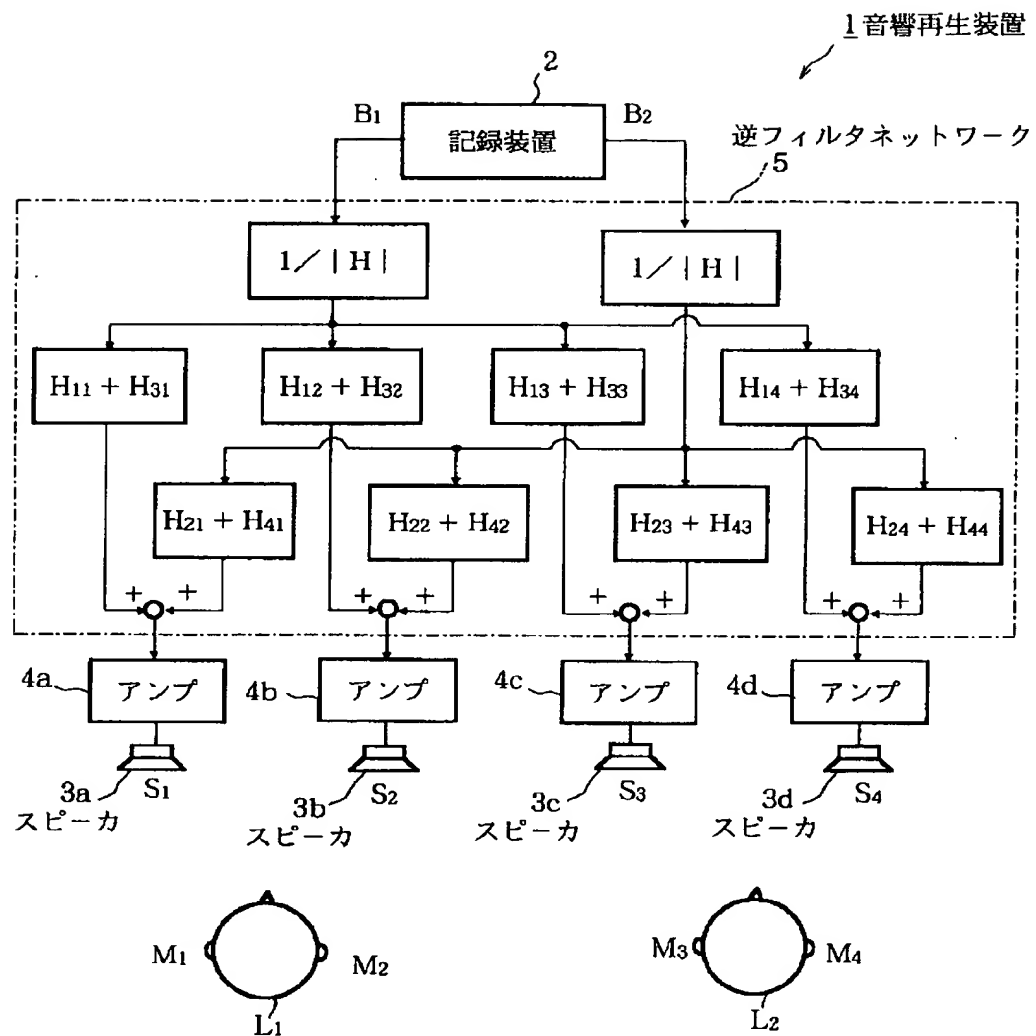 1 音響再生装置
2
B1
B2
記録装置
逆フィルタネットワーク
5
1/|H|
1/|H|
H11 + H31
H12 + H32
H13 + H33
H14 + H34
H21 + H41
H22 + H42
H23 + H43
H24 + H44
+ +
+ +
+ +
+ +
4a
アンプ
4b
アンプ
4c
アンプ
4d
アンプ
3a
スピーカ
S1
3b
スピーカ
S2
3c
スピーカ
S3
3d
スピーカ
S4
M1
M2
L1
M3
M4
L2